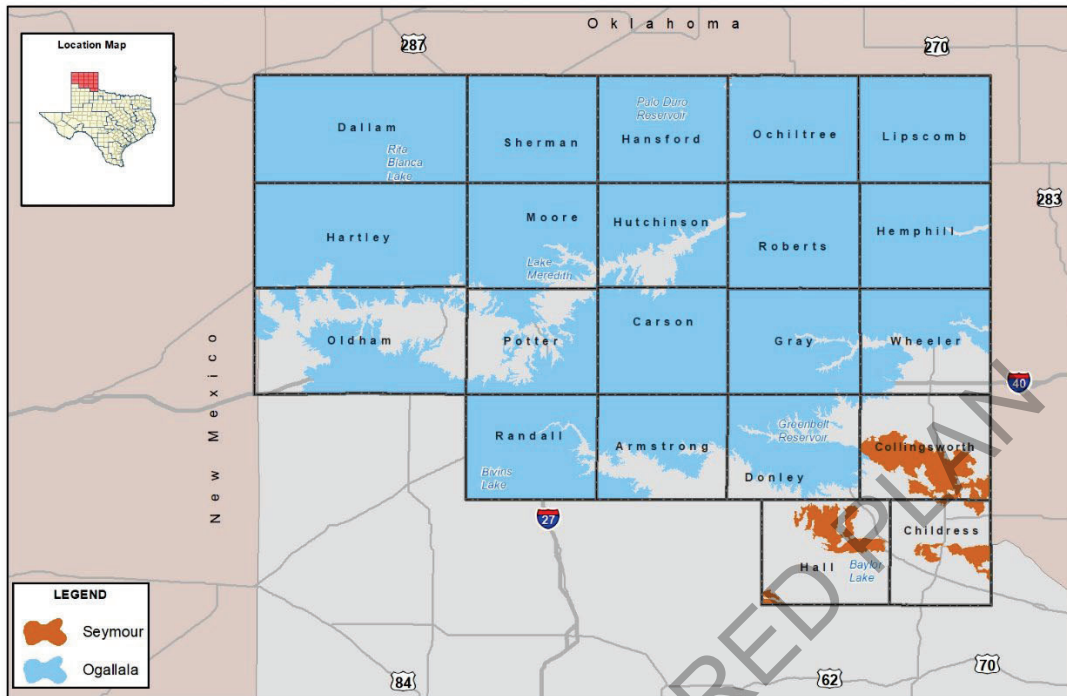 Oklahoma
Location Map
287
270
Dallam
Rita
Blanca
Lake
Sherman
Palo Duro
Reservoir
Hansford
Ochiltree
Lipscomb
283
Hartley
Moore
Lake
Meredith
Hutchinson
Roberts
Hemphill
New Mexico
Oldham
Potter
Carson
Gray
Wheeler
40
Randall
Bivins
Lake
Armstrong
Greenbelt
Reservoir
Donley
Collingsworth
27
Hall
Baylor
Lake
Childress
LEGEND
Seymour
Ogallala
84
62
70
RED PLAN